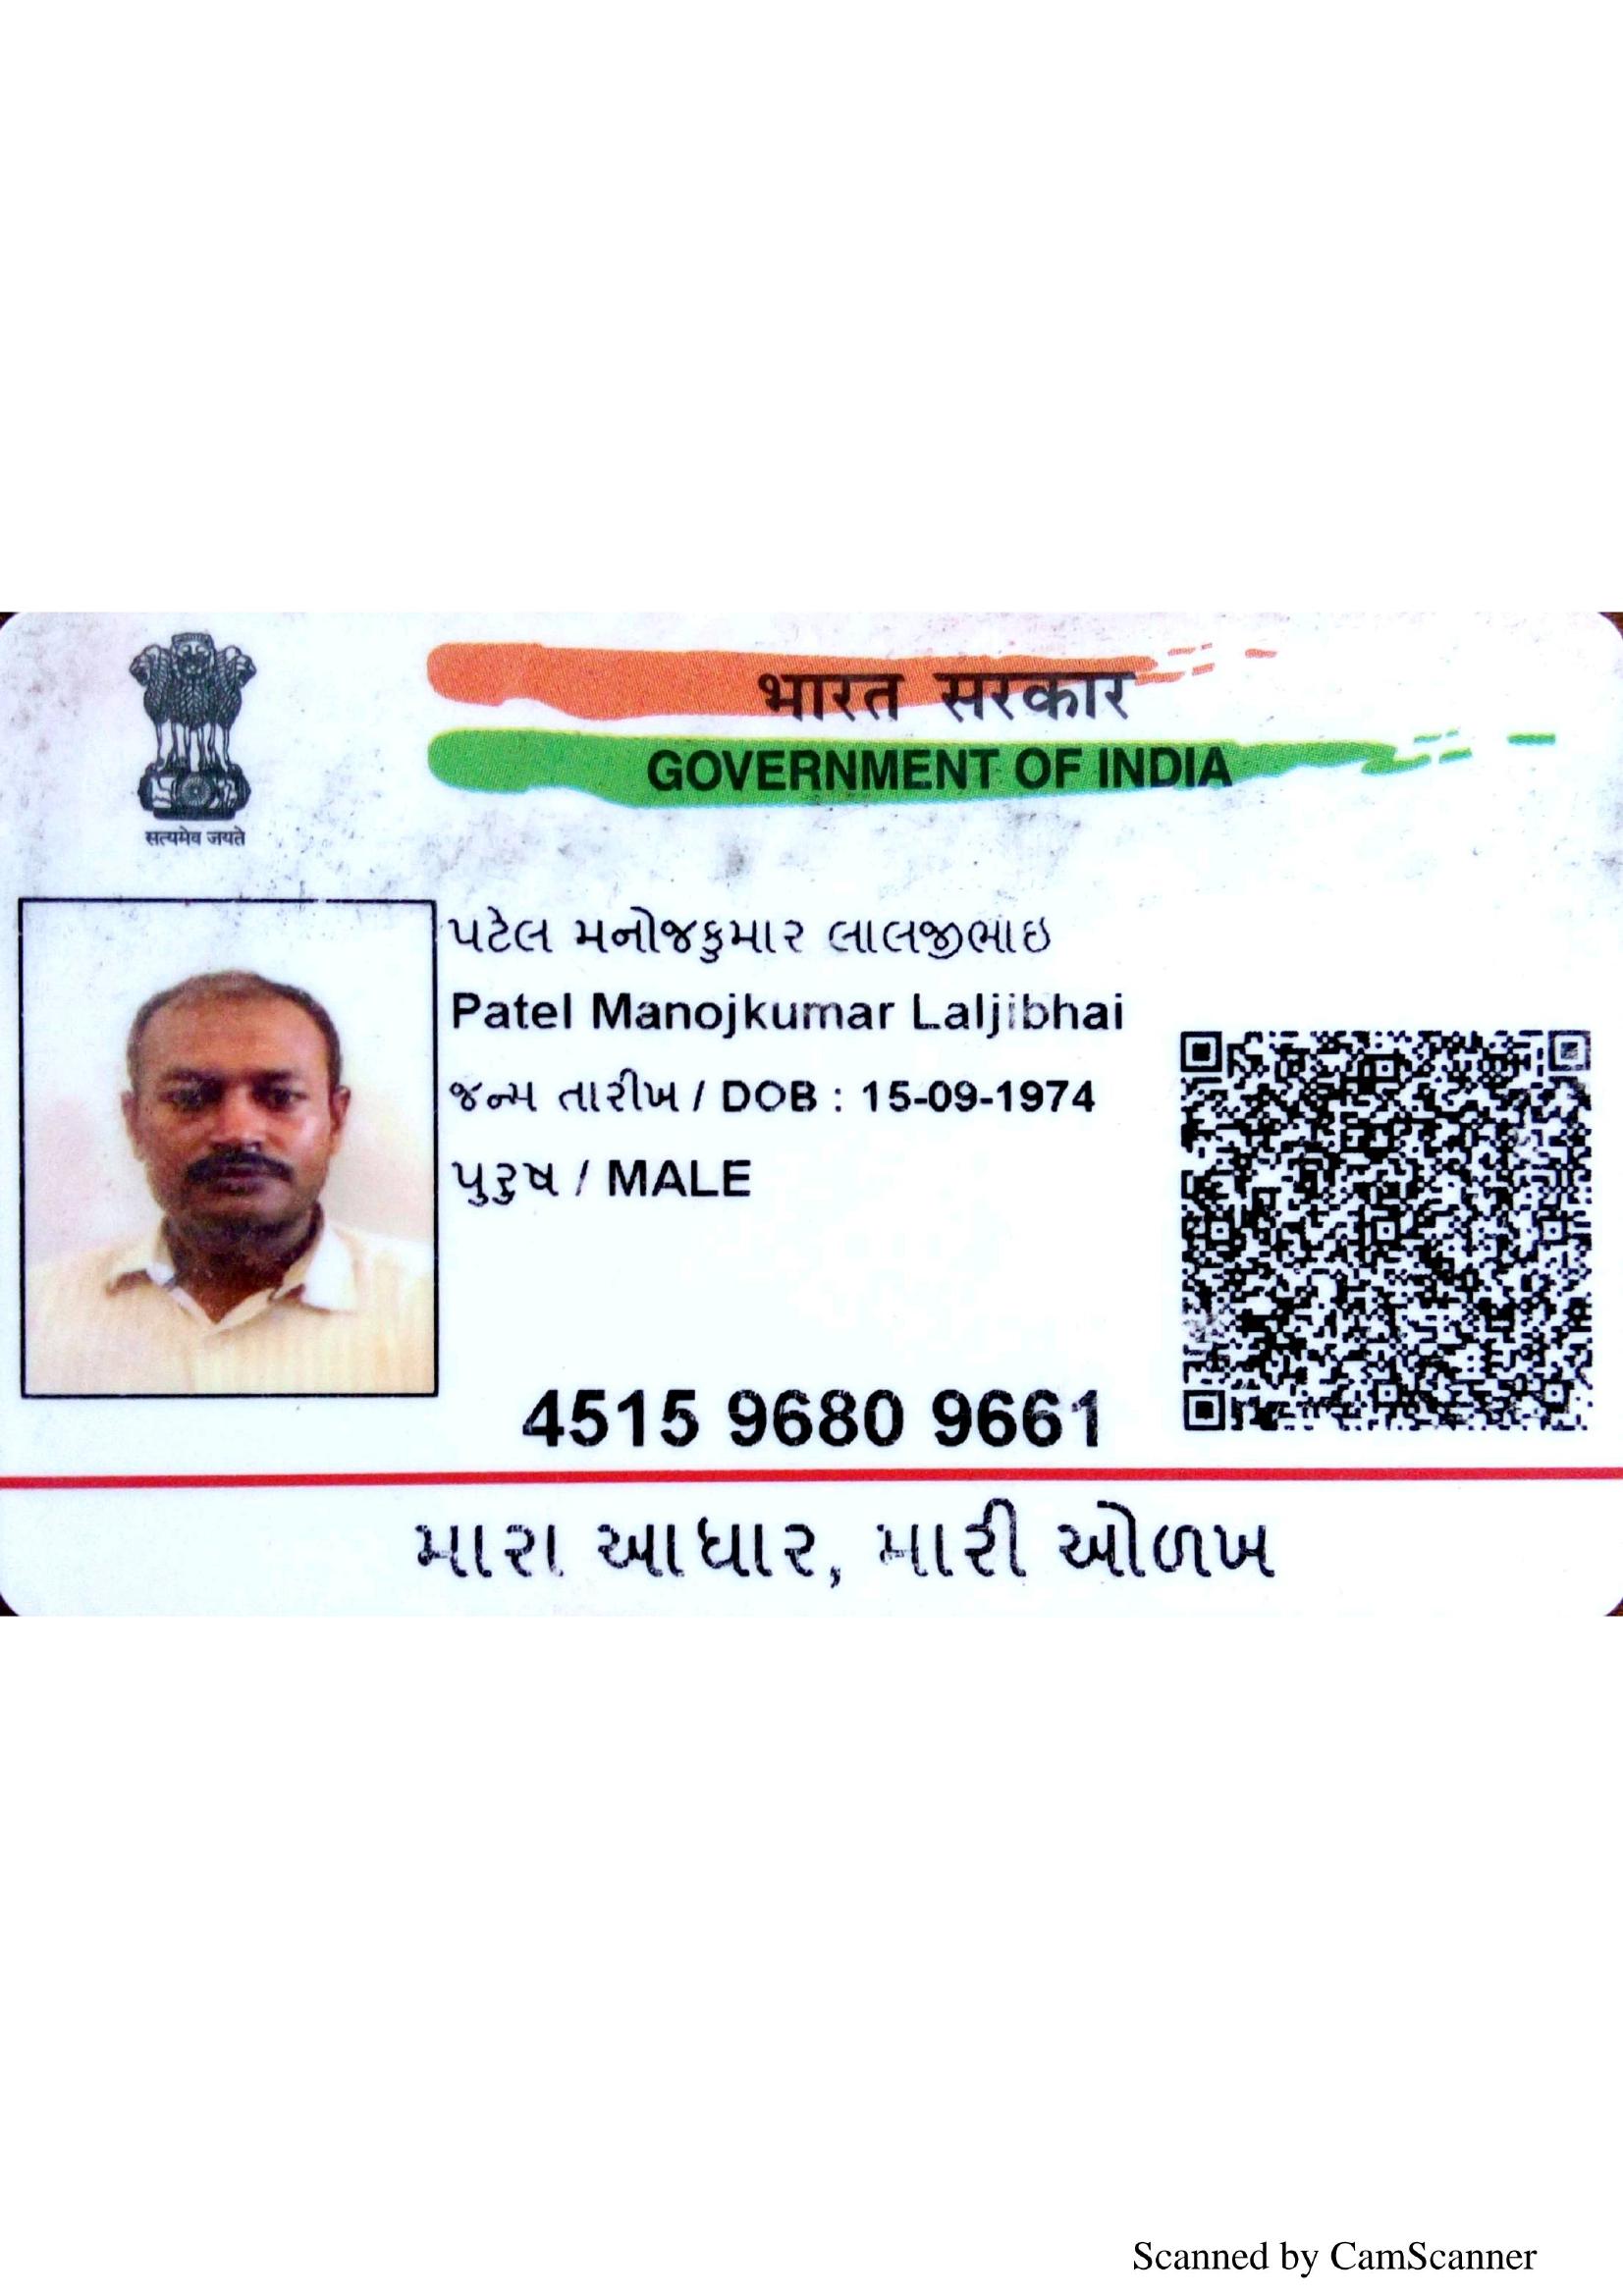 भारत सरकार
GOVERNMENT OF INDIA
सत्यमेव जयते
પટેલ મનોજકુમાર લાલજીભાઇ
Patel Manojkumar Laljibhai
જન્મ તારીખ / DOB : 15-09-1974
પુરુષ / MALE
4515 9680 9661
મારા આધાર, મારી ઓળખ
Scanned by CamScanner